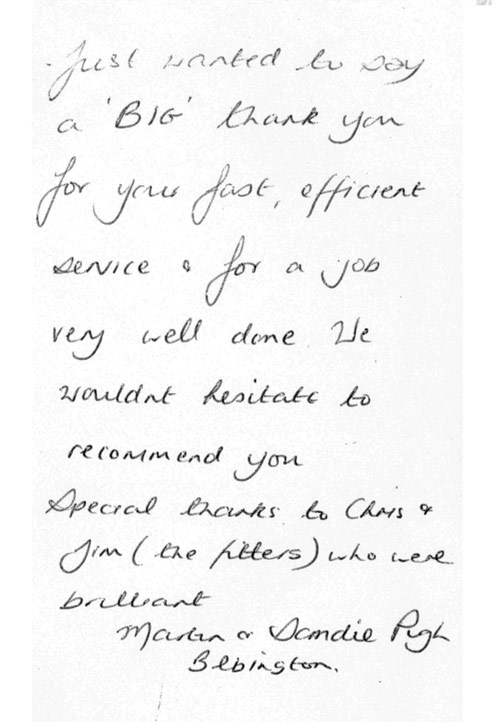 Just wanted to say
a 'BIG' thank you
for your fast, efficient
service & for a job
very well done. We
wouldnt hesitate to
recommend you
Special thanks to Chris &
Jim (the fitters) who were
brilliant
Martin & Sandie Pugh
Bebington.